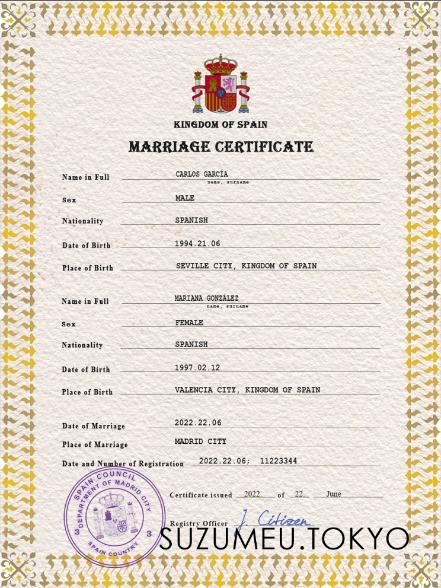 KINGDOM OF SPAIN
MARRIAGE CERTIFICATE
Name in Full CARLOS GARCÍA
name, surname
Sex MALE
Nationality SPANISH
Date of Birth 1994.21.06
Place of Birth SEVILLE CITY, KINGDOM OF SPAIN
Name in Full MARIANA GONZÁLEZ
name, surname
Sex FEMALE
Nationality SPANISH
Date of Birth 1997.02.12
Place of Birth VALENCIA CITY, KINGDOM OF SPAIN
Date of Marriage 2022.22.06
Place of Marriage MADRID CITY
Date and Number of Registration 2022.22.06; 11223344
Certificate issued 2022 of 22 June
Registry Officer J. Citizen
SPAIN COUNCIL
DEPARTMENT OF MADRID CITY
3 3
SPAIN COUNTRY
SUZUMEU.TOKYO